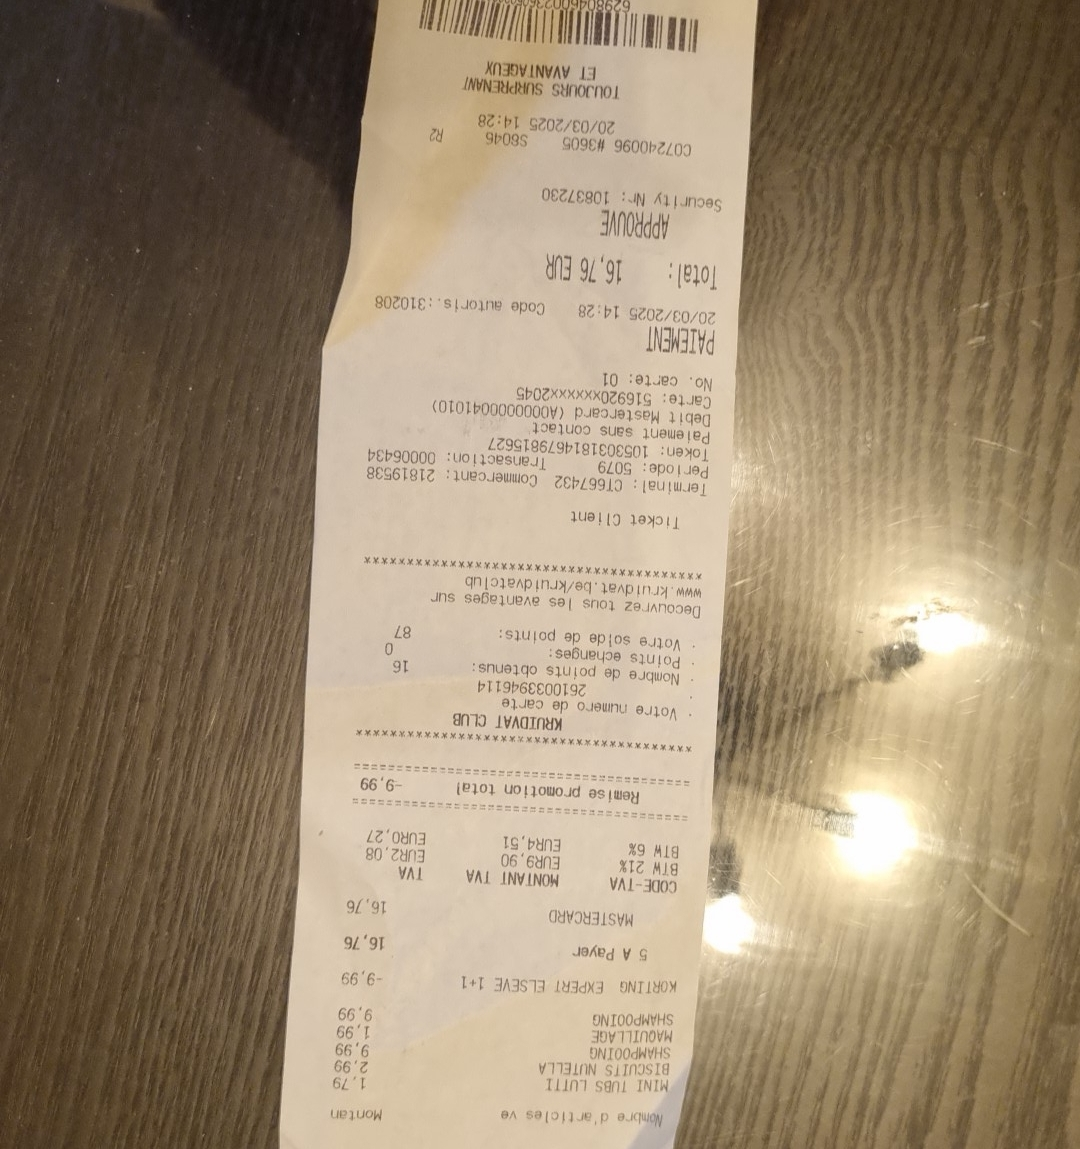 Nombre d'articles ve Montan
MINI TUBS LUTTI 1,79
BISCUITS NUTELLA 2,99
SHAMPOOING 9,99
MAQUILLAGE 1,99
SHAMPOOING 9,99
KORTING EXPERT ELSEVE 1+1 -9,99
5 A Payer 16,76
MASTERCARD 16,76
CODE-TVA MONTANT TVA TVA
BTW 21% EUR9,90 EUR2,08
BTW 6% EUR4,51 EUR0,27
========================================
Remise promotion total -9,99
========================================
****************************************
KRUIDVAT CLUB
. Votre numero de carte
. 2610033946114
. Nombre de points obtenus: 16
. Points echanges: 0
. Votre solde de points: 87
Decouvrez tous les avantages sur
www.kruidvat.be/kruidvatclub
****************************************
Ticket Client
Terminal: CT667432 Commercant: 21819538
Periode: 5079 Transaction: 00006434
Token: 1053031814679815627
Paiement sans contact
Debit Mastercard (A0000000041010)
Carte: 516920xxxxxxx2045
No. carte: 01
PAIEMENT
20/03/2025 14:28 Code autoris.:310208
Total: 16,76 EUR
APPROUVE
Security Nr: 10837230
C07240096 #3605 S6046 R2
20/03/2025 14:28
TOUJOURS SURPRENANT
ET AVANTAGEUX